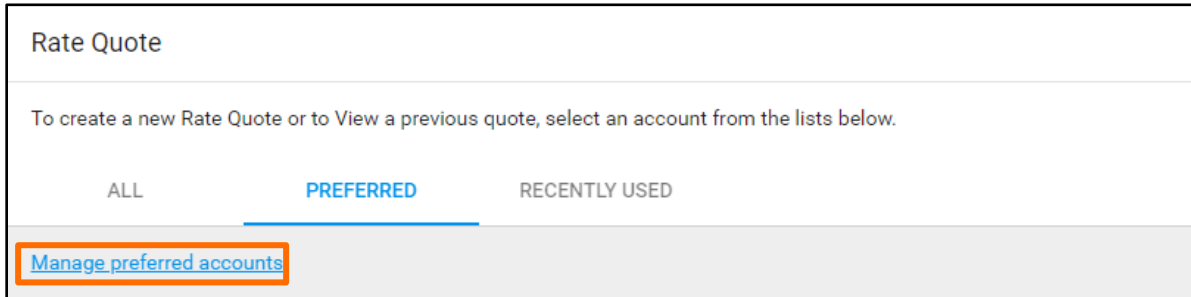 Rate Quote
To create a new Rate Quote or to View a previous quote, select an account from the lists below.
ALL PREFERRED RECENTLY USED
Manage preferred accounts